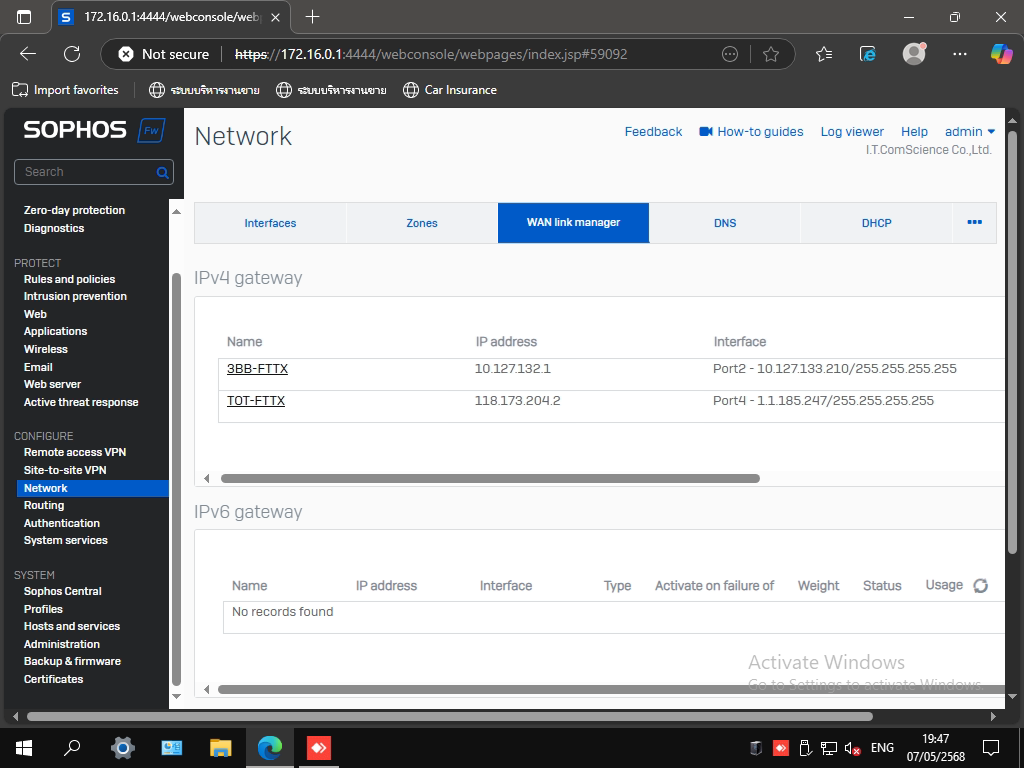 172.16.0.1:4444/webconsole/webp
Not secure
https://172.16.0.1:4444/webconsole/webpages/index.jsp#59092
Import favorites
ระบบบริหารงานขาย
ระบบบริหารงานขาย
Car Insurance
SOPHOS FW
Search
Zero-day protection
Diagnostics
PROTECT
Rules and policies
Intrusion prevention
Web
Applications
Wireless
Email
Web server
Active threat response
CONFIGURE
Remote access VPN
Site-to-site VPN
Network
Routing
Authentication
System services
SYSTEM
Sophos Central
Profiles
Hosts and services
Administration
Backup & firmware
Certificates
Network
Feedback How-to guides Log viewer Help admin
I.T.ComScience Co.,Ltd.
Interfaces Zones WAN link manager DNS DHCP
IPv4 gateway
Name IP address Interface
3BB-FTTX 10.127.132.1 Port2 - 10.127.133.210/255.255.255.255
TOT-FTTX 118.173.204.2 Port4 - 1.1.185.247/255.255.255.255
IPv6 gateway
Name IP address Interface Type Activate on failure of Weight Status Usage
No records found
Activate Windows
Go to Settings to activate Windows.
ENG
19:47
07/05/2568